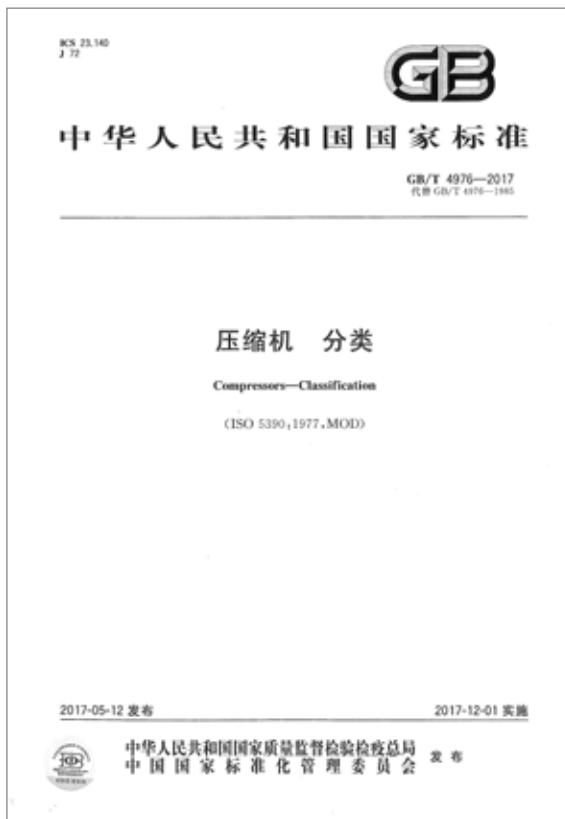 ICS 23.140
J 72
GB
中华人民共和国国家标准
GB/T 4976—2017
代替 GB/T 4976—1985
压缩机 分类
Compressors—Classification
(ISO 5390:1977,MOD)
2017-05-12 发布
2017-12-01 实施
中华人民共和国国家质量监督检验检疫总局
中国国家标准化管理委员会
发布